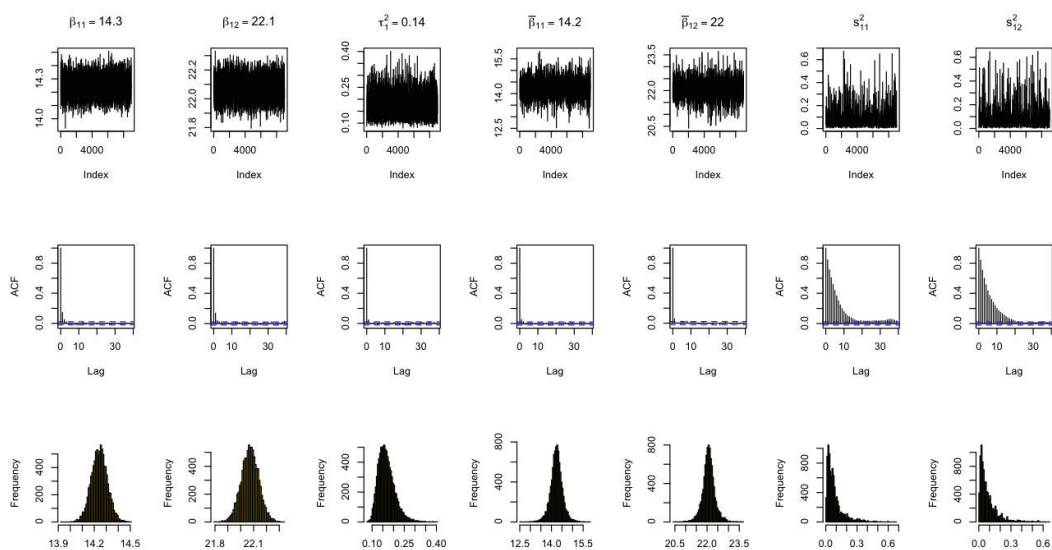 β₁₁ = 14.3
β₁₂ = 22.1
τ₁² = 0.14
β̅₁₁ = 14.2
β̅₁₂ = 22
s²₁₁
s²₁₂
14.0 14.3
21.8 22.0 22.2
0.10 0.25 0.40
12.5 14.0 15.5
20.5 22.0 23.5
0.0 0.2 0.4 0.6
0.0 0.2 0.4 0.6
0 4000
0 4000
0 4000
0 4000
0 4000
0 4000
0 4000
Index
Index
Index
Index
Index
Index
Index
ACF
0.0 0.4 0.8
ACF
0.0 0.4 0.8
ACF
0.0 0.4 0.8
ACF
0.0 0.4 0.8
ACF
0.0 0.4 0.8
ACF
0.0 0.4 0.8
ACF
0.0 0.4 0.8
0 10 30
0 10 30
0 10 30
0 10 30
0 10 30
0 10 30
0 10 30
Lag
Lag
Lag
Lag
Lag
Lag
Lag
Frequency
0 200 400
Frequency
0 200 400
Frequency
0 200 400
Frequency
0 200 500 800
Frequency
0 200 500 800
Frequency
0 400 800
Frequency
0 400 800
13.9 14.2 14.5
21.8 22.1
0.10 0.25 0.40
12.5 14.0 15.5
20.5 22.0 23.5
0.0 0.3 0.6
0.0 0.3 0.6